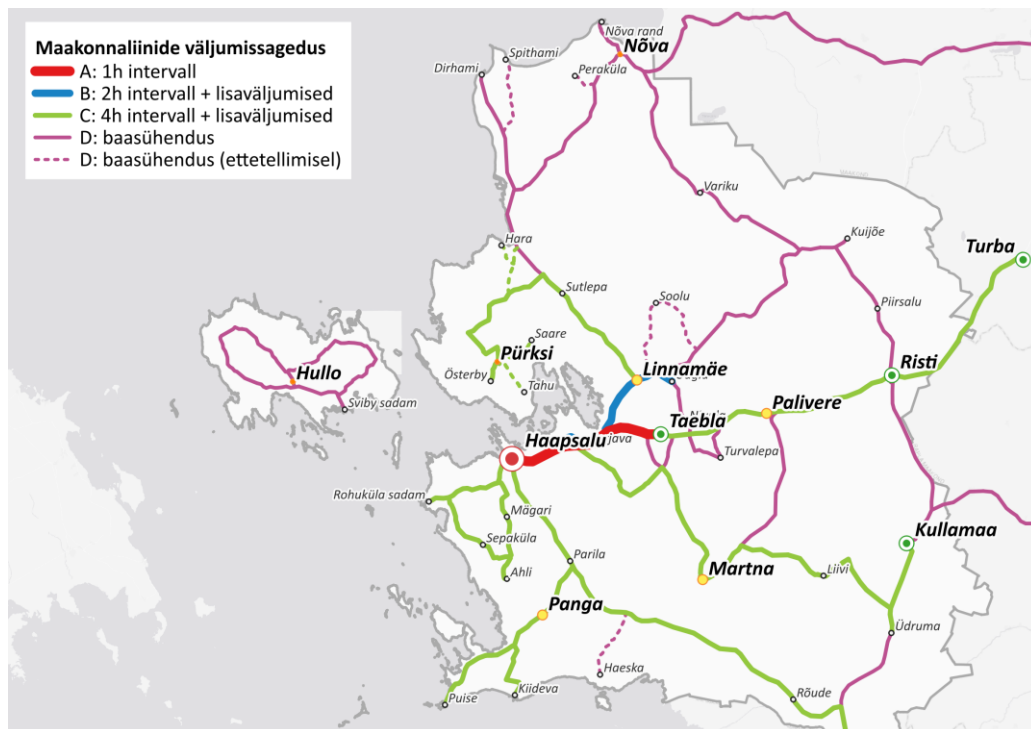 Maakonnaliinide väljumissagedus
A: 1h intervall
B: 2h intervall + lisaväljumised
C: 4h intervall + lisaväljumised
D: baasühendus
D: baasühendus (ettetellimisel)
Nõva rand
Nõva
Spithami
Dirhami
Peraküla
Variku
Kuijõe
Turba
Hara
Sutlepa
Soolu
Piirsalu
Saare
Pürksi
Österby
Tahu
Linnamäe
Risti
Hullo
Sviby sadam
Palivere
Taebla
Haapsalu
Turvalepa
Rohuküla sadam
Mägari
Sepaküla
Kullamaa
Parila
Ahli
Martna
Liivi
Panga
Üdruma
Haeska
Puise
Kiideva
Rõude